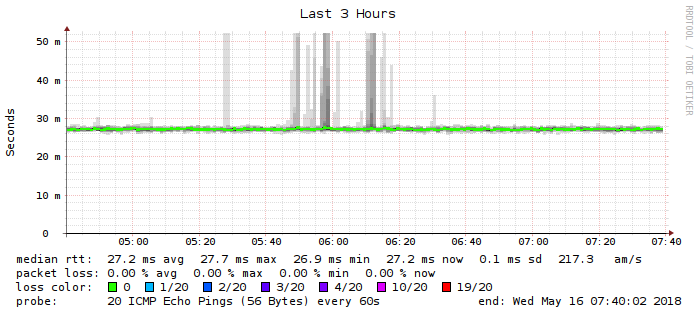 Last 3 Hours
RRDTOOL / TOBI OETIKER
Seconds
50 m
40 m
30 m
20 m
10 m
0
05:00 05:20 05:40 06:00 06:20 06:40 07:00 07:20 07:40
median rtt: 27.2 ms avg 27.7 ms max 26.9 ms min 27.2 ms now 0.1 ms sd 217.3 am/s
packet loss: 0.00 % avg 0.00 % max 0.00 % min 0.00 % now
loss color: 0 1/20 2/20 3/20 4/20 10/20 19/20
probe: 20 ICMP Echo Pings (56 Bytes) every 60s end: Wed May 16 07:40:02 2018